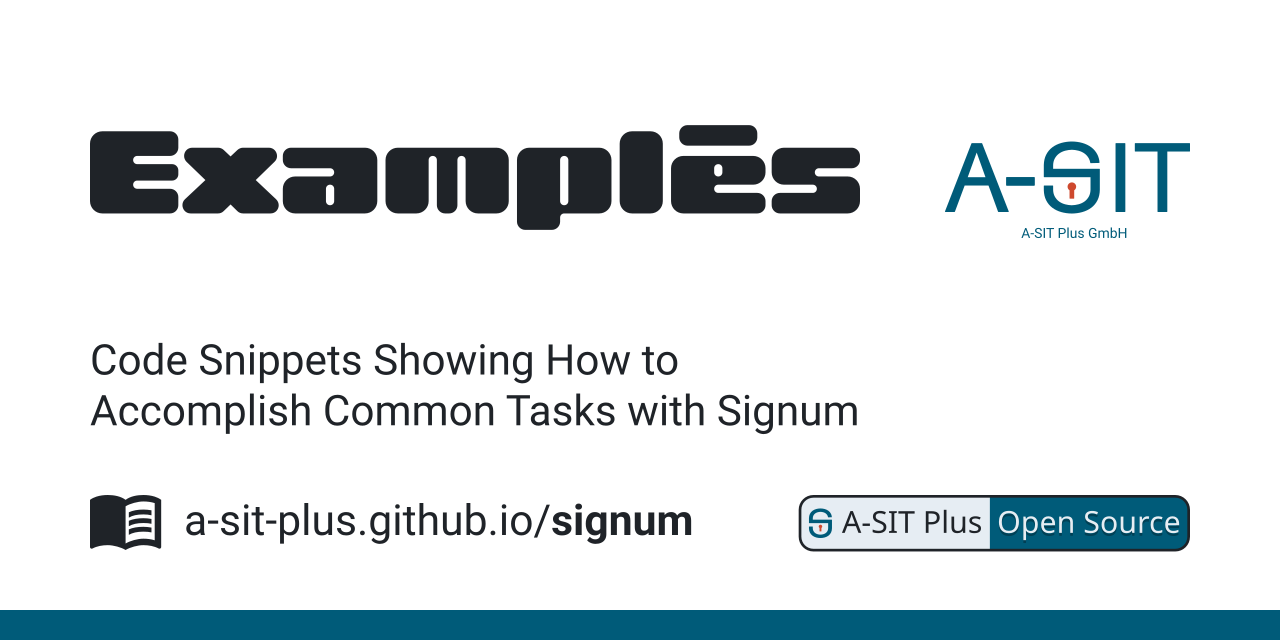 Examplēs
A-SIT
A-SIT Plus GmbH
Code Snippets Showing How to
Accomplish Common Tasks with Signum
a-sit-plus.github.io/signum
A-SIT Plus Open Source